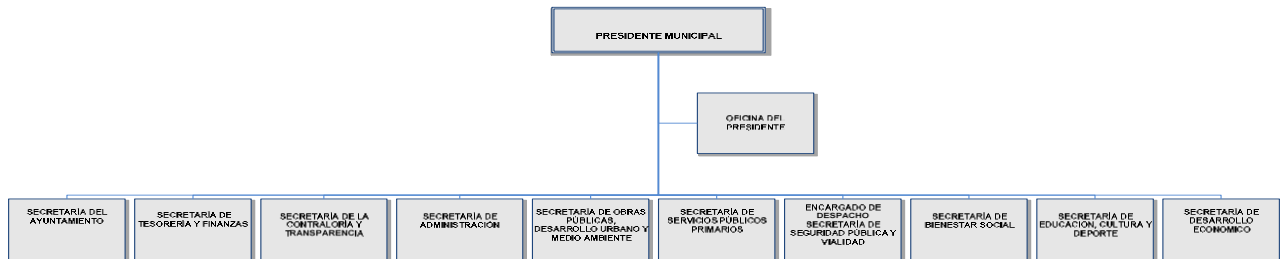 PRESIDENTE MUNICIPAL
OFICINA DEL
PRESIDENTE
SECRETARÍA DEL
AYUNTAMIENTO
SECRETARÍA DE
TESORERÍA Y FINANZAS
SECRETARÍA DE LA
CONTRALORÍA Y
TRANSPARENCIA
SECRETARÍA DE
ADMINISTRACIÓN
SECRETARÍA DE OBRAS
PÚBLICAS,
DESARROLLO URBANO Y
MEDIO AMBIENTE
SECRETARÍA DE
SERVICIOS PÚBLICOS
PRIMARIOS
ENCARGADO DE
DESPACHO
SECRETARÍA DE
SEGURIDAD PÚBLICA Y
VIALIDAD
SECRETARÍA DE
BIENESTAR SOCIAL
SECRETARÍA DE
EDUCACION, CULTURA Y
DEPORTE
SECRETARÍA DE
DESARROLLO
ECONOMICO